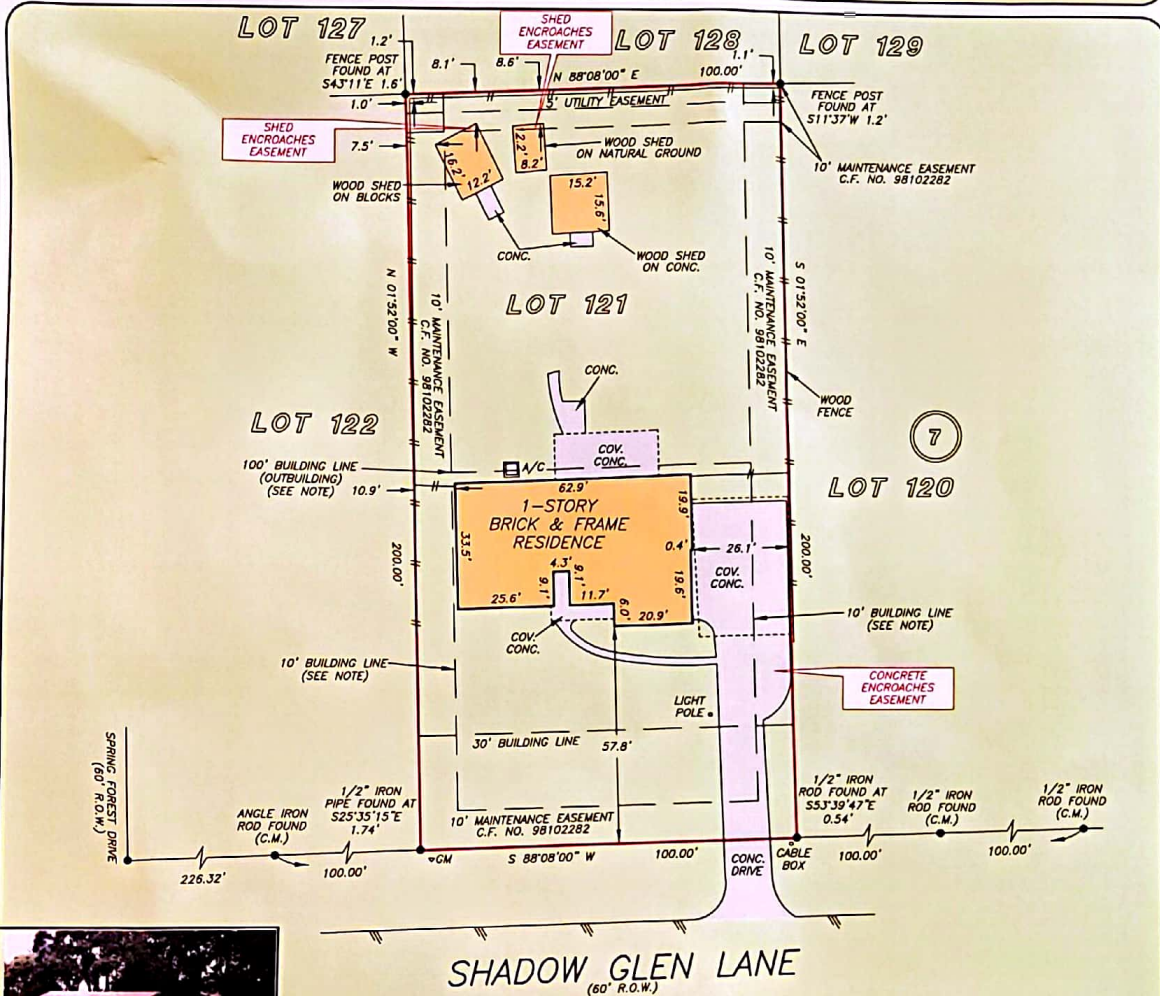 LOT 127
SHED
ENCROACHES
EASEMENT
LOT 128
LOT 129
1.2'
FENCE POST
FOUND AT
S43°11'E 1.6'
8.1'
8.6'
N 88°08'00" E
100.00'
1.1'
FENCE POST
FOUND AT
S11°37'W 1.2'
1.0'
5' UTILITY EASEMENT
SHED
ENCROACHES
EASEMENT
7.5'
16.2'
12.2'
12.2'
8.2'
WOOD SHED
ON NATURAL GROUND
10' MAINTENANCE EASEMENT
C.F. NO. 98102282
WOOD SHED
ON BLOCKS
15.2'
15.6'
CONC.
WOOD SHED
ON CONC.
N 01°52'00" W
10' MAINTENANCE EASEMENT
C.F. NO. 98102282
LOT 121
10' MAINTENANCE EASEMENT
C.F. NO. 98102282
S 01°52'00" E
CONC.
WOOD
FENCE
LOT 122
7
COV.
CONC.
100' BUILDING LINE
(OUTBUILDING)
(SEE NOTE)
10.9'
A/C
LOT 120
62.9'
1-STORY
BRICK & FRAME
RESIDENCE
19.9'
33.5'
0.4'
26.1'
200.00'
200.00'
4.3'
9.1'
9.1'
COV.
CONC.
19.6'
25.6'
11.7'
6.0'
20.9'
10' BUILDING LINE
(SEE NOTE)
COV.
CONC.
10' BUILDING LINE
(SEE NOTE)
CONCRETE
ENCROACHES
EASEMENT
LIGHT
POLE
30' BUILDING LINE
57.8'
SPRING FOREST DRIVE
(60' R.O.W.)
ANGLE IRON
ROD FOUND
(C.M.)
1/2" IRON
PIPE FOUND AT
S25°35'15"E
1.74'
10' MAINTENANCE EASEMENT
C.F. NO. 98102282
1/2" IRON
ROD FOUND AT
S53°39'47"E
0.54'
1/2" IRON
ROD FOUND
(C.M.)
1/2" IRON
ROD FOUND
(C.M.)
226.32'
100.00'
GM
S 88°08'00" W
100.00'
CONC.
DRIVE
CABLE
BOX
100.00'
100.00'
SHADOW GLEN LANE
(60' R.O.W.)